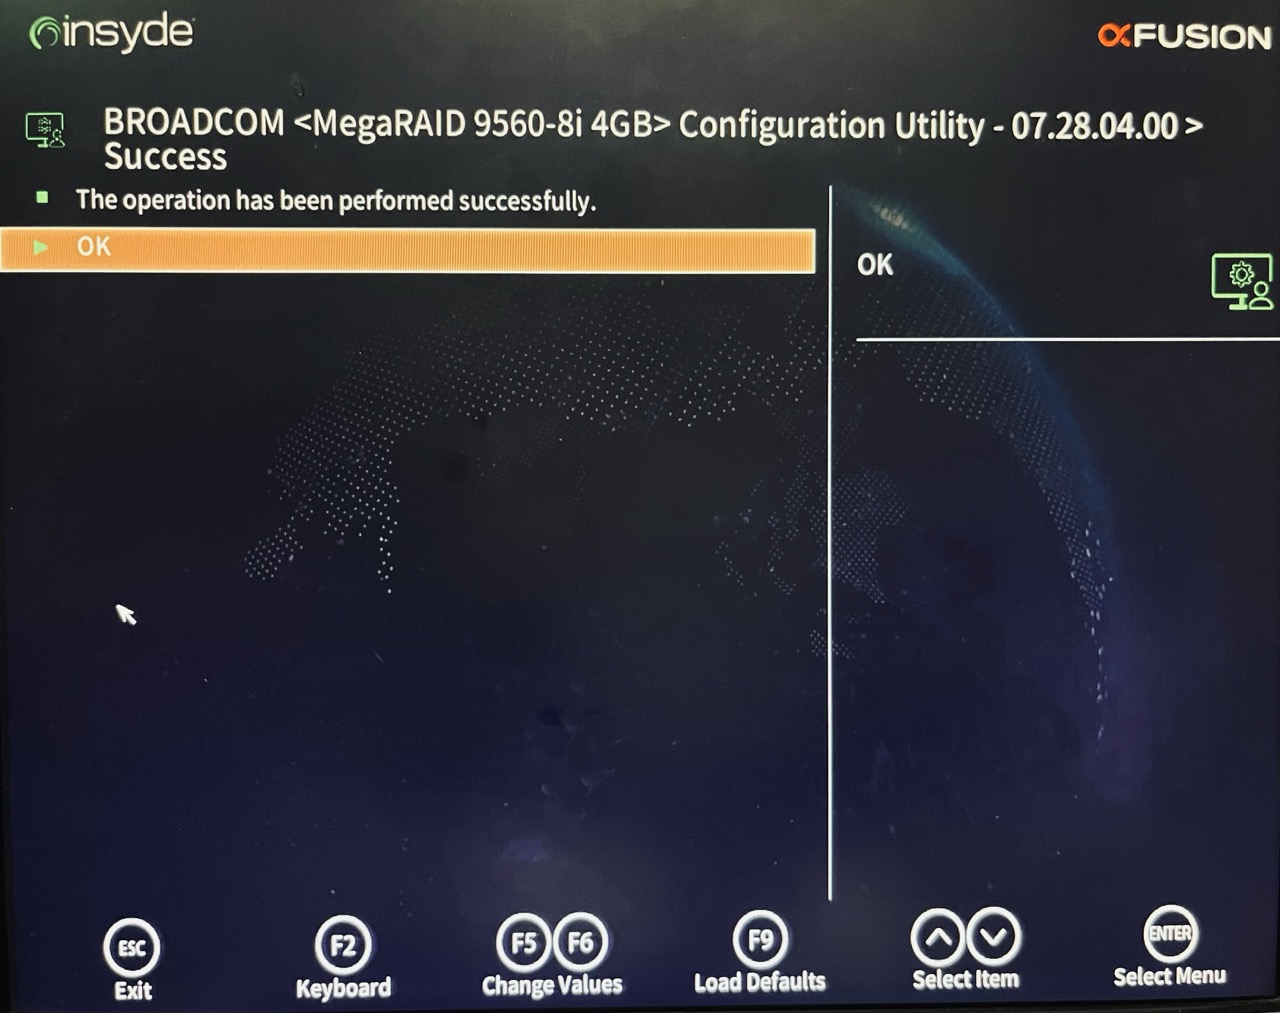 insyde
xFUSION
BROADCOM <MegaRAID 9560-8i 4GB> Configuration Utility - 07.28.04.00 >
Success
The operation has been performed successfully.
OK
OK
ESC
Exit
F2
Keyboard
F5 F6
Change Values
F9
Load Defaults
Select Item
ENTER
Select Menu